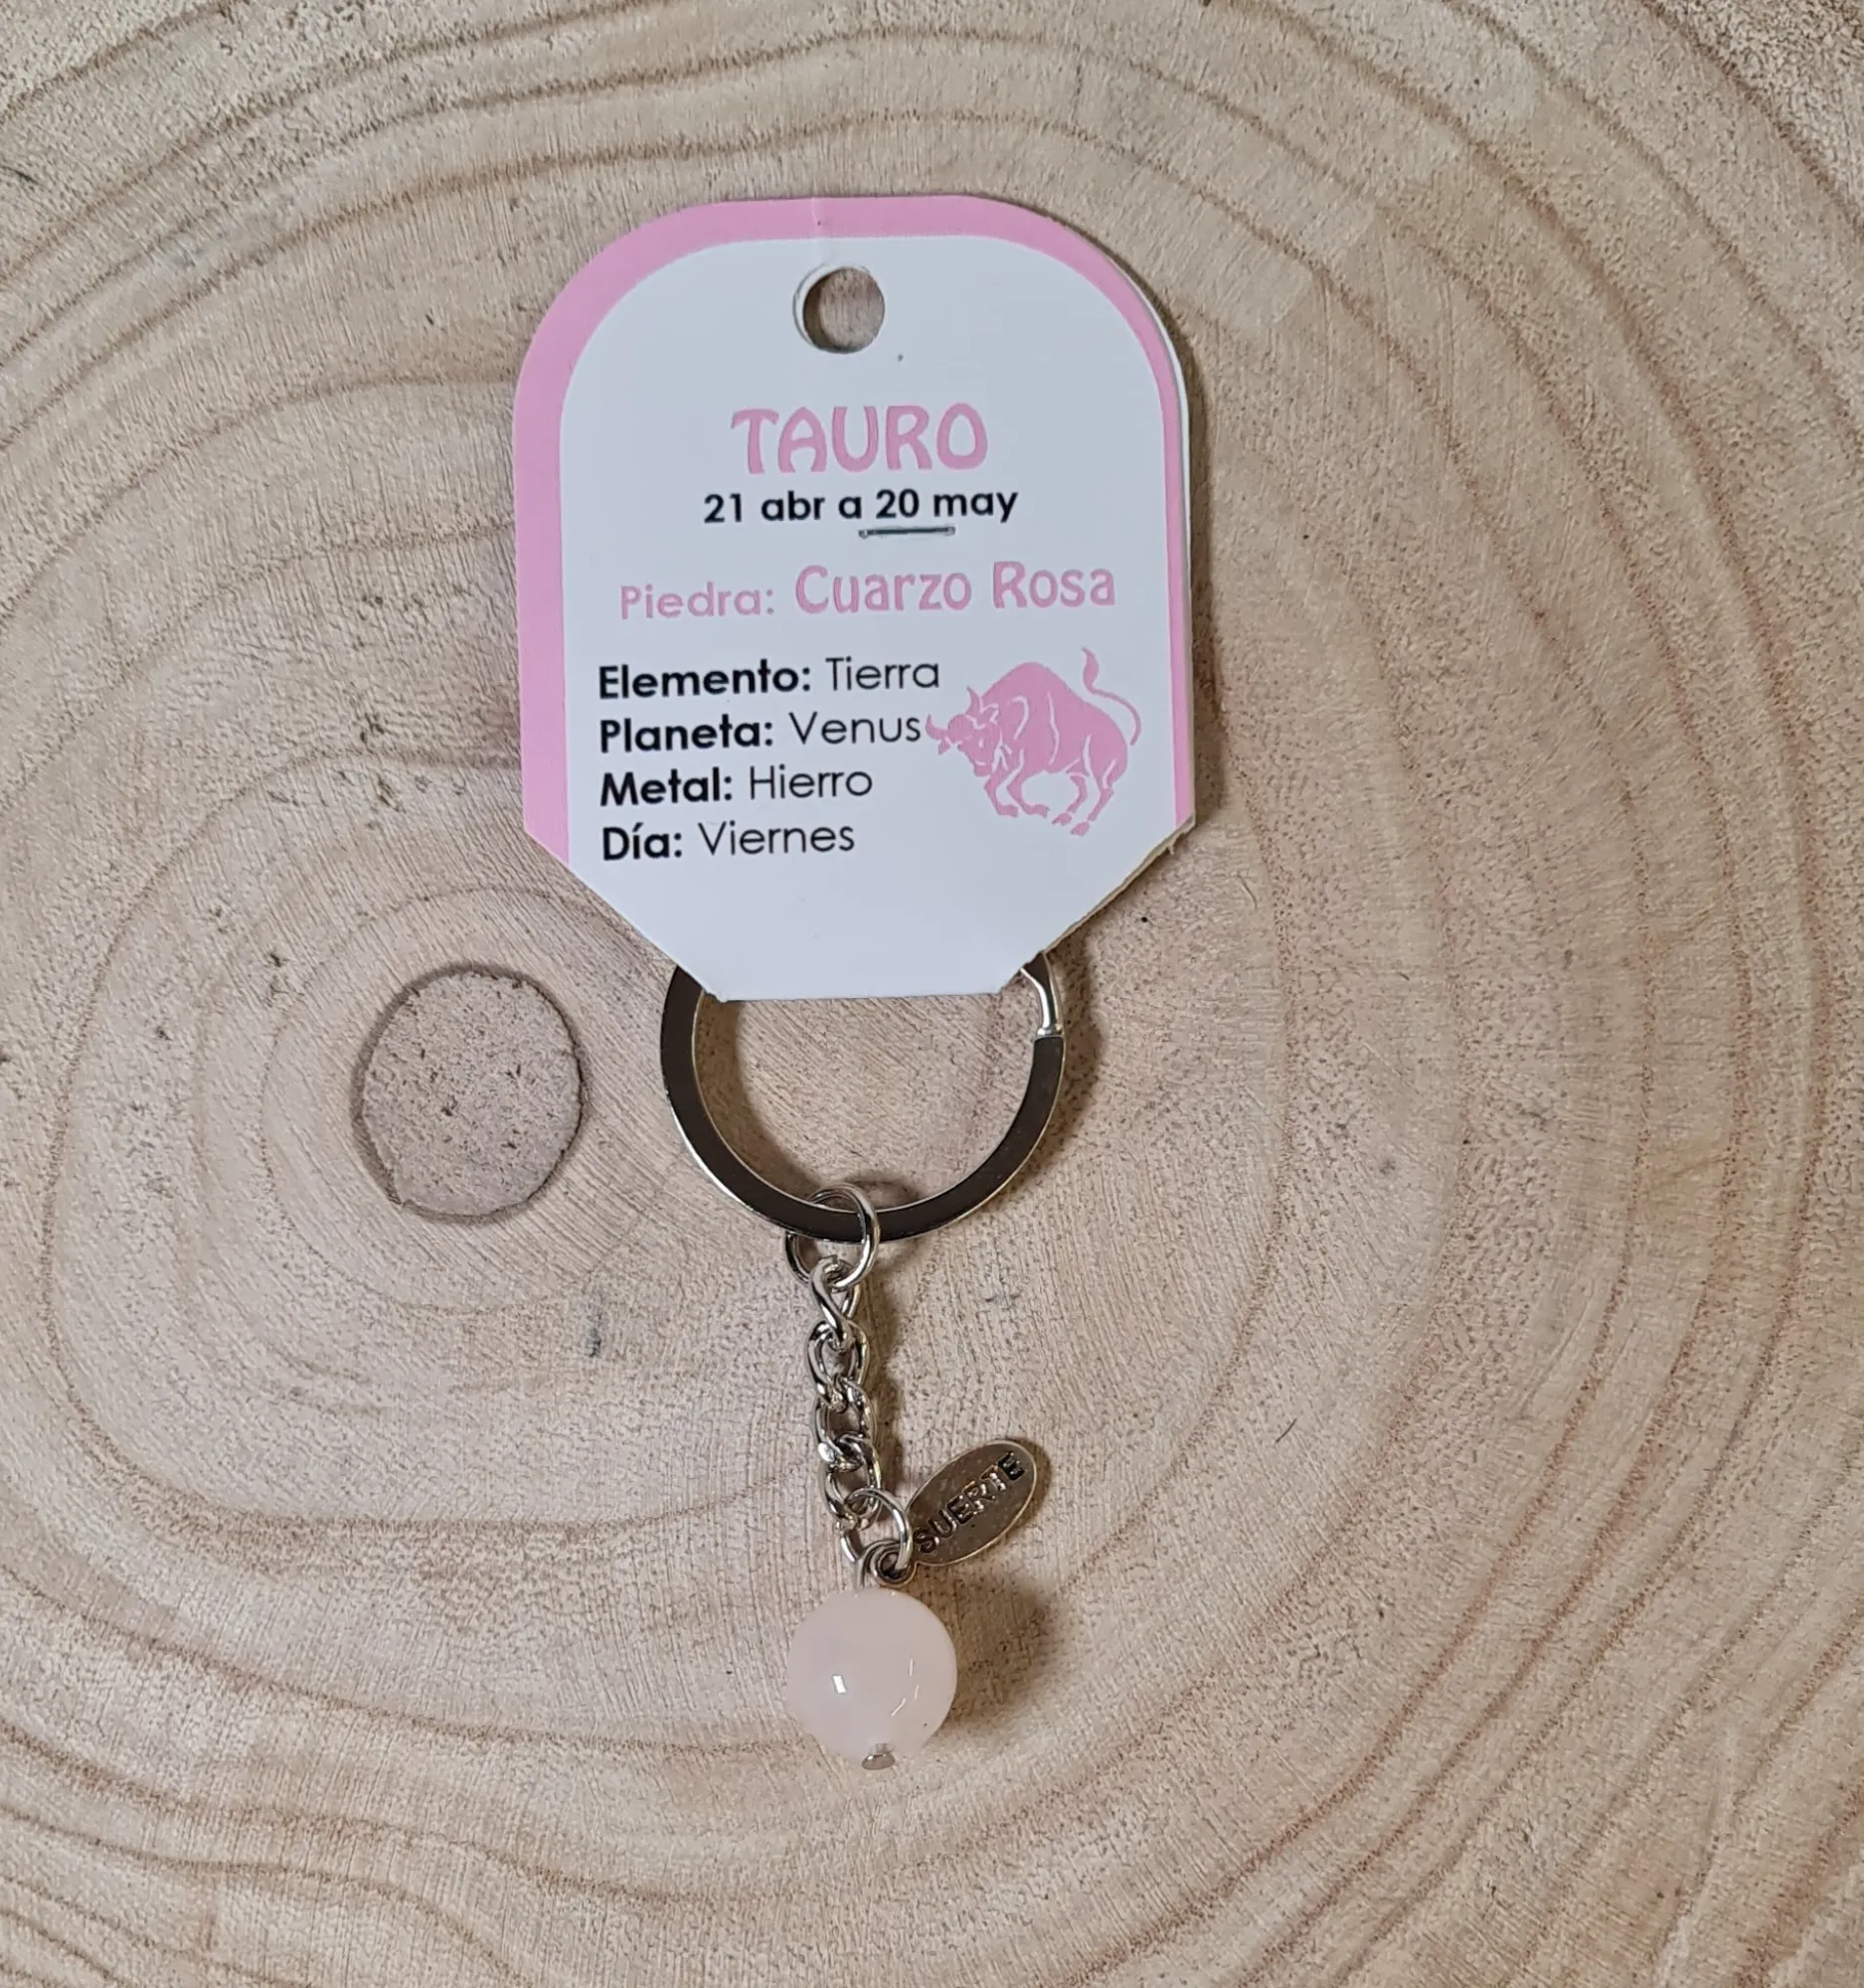 TAURO
21 abr a 20 may
Piedra: Cuarzo Rosa
Elemento: Tierra
Planeta: Venus
Metal: Hierro
Día: Viernes
SUERTE